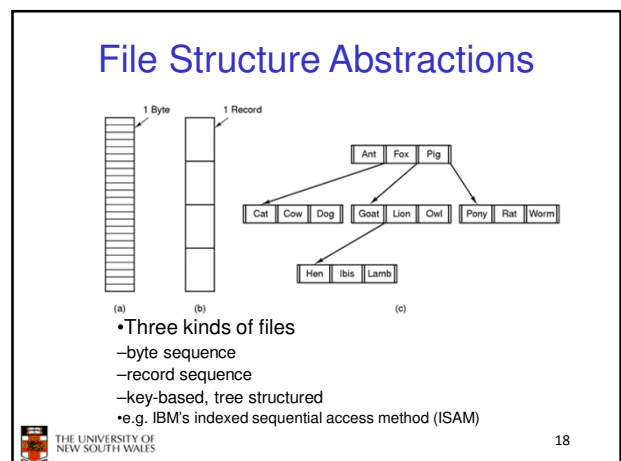 File Structure Abstractions
1 Byte
1 Record
Ant Fox Pig
Cat Cow Dog
Goat Lion Owl
Pony Rat Worm
Hen Ibis Lamb
(a)
(b)
(c)
•Three kinds of files
–byte sequence
–record sequence
–key-based, tree structured
•e.g. IBM's indexed sequential access method (ISAM)
THE UNIVERSITY OF
NEW SOUTH WALES
18